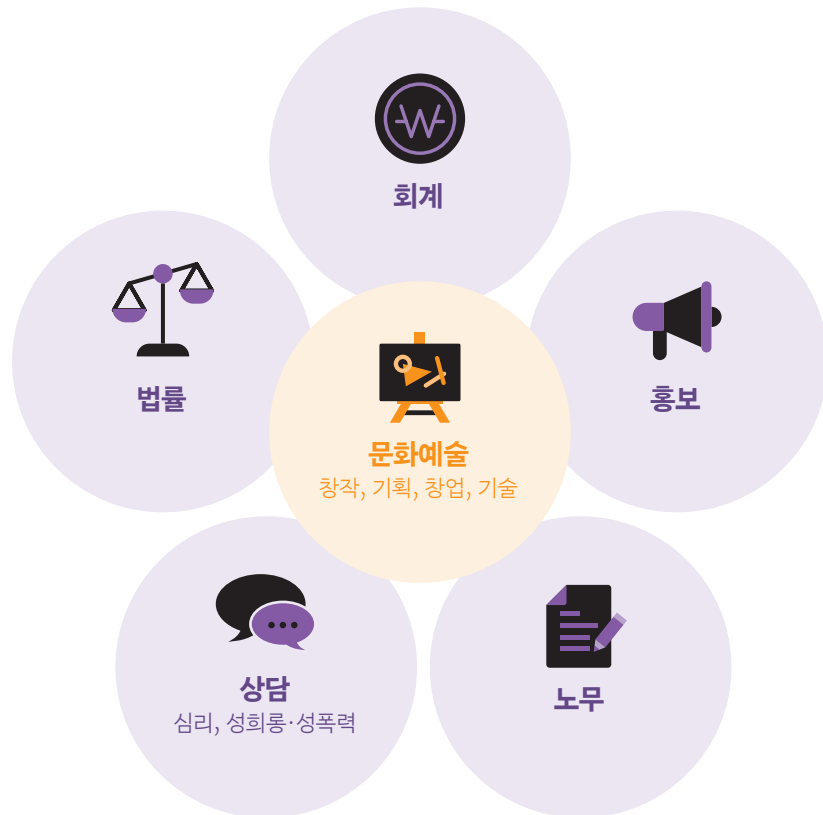 회계
법률
홍보
문화예술
창작, 기획, 창업, 기술
상담
심리, 성희롱·성폭력
노무